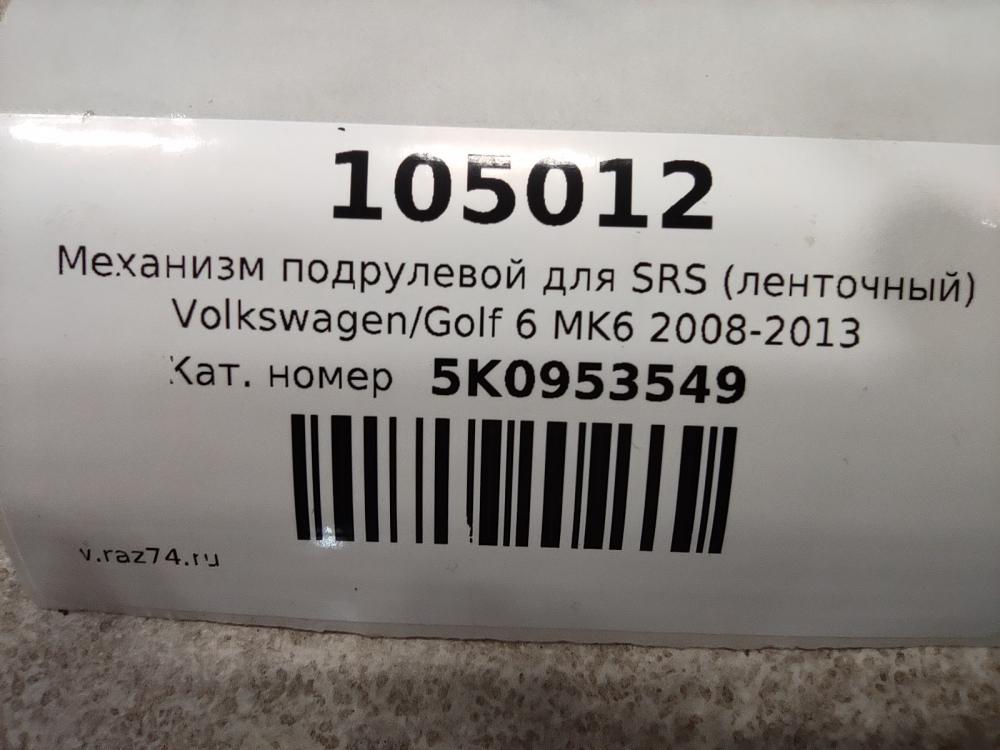 105012
Механизм подрулевой для SRS (ленточный)
Volkswagen/Golf 6 MK6 2008-2013
Кат. номер 5K0953549
v.raz74.ru